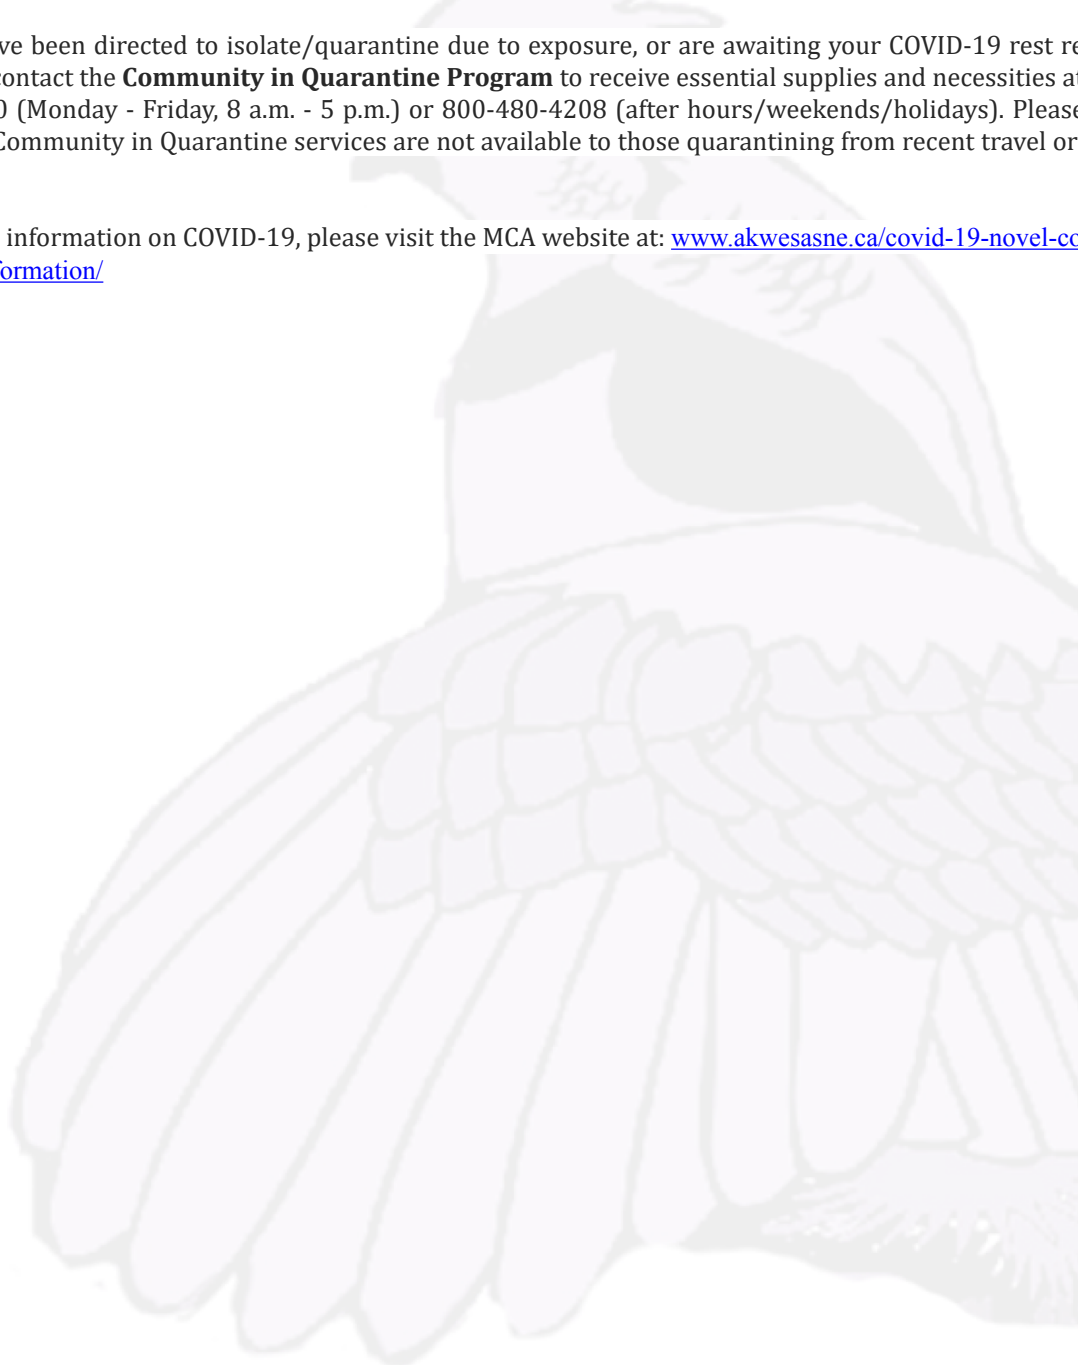 ve been directed to isolate/quarantine due to exposure, or are awaiting your COVID-19 rest re
contact the Community in Quarantine Program to receive essential supplies and necessities at
0 (Monday - Friday, 8 a.m. - 5 p.m.) or 800-480-4208 (after hours/weekends/holidays). Please
Community in Quarantine services are not available to those quarantining from recent travel or
information on COVID-19, please visit the MCA website at: www.akwesasne.ca/covid-19-novel-co
formation/